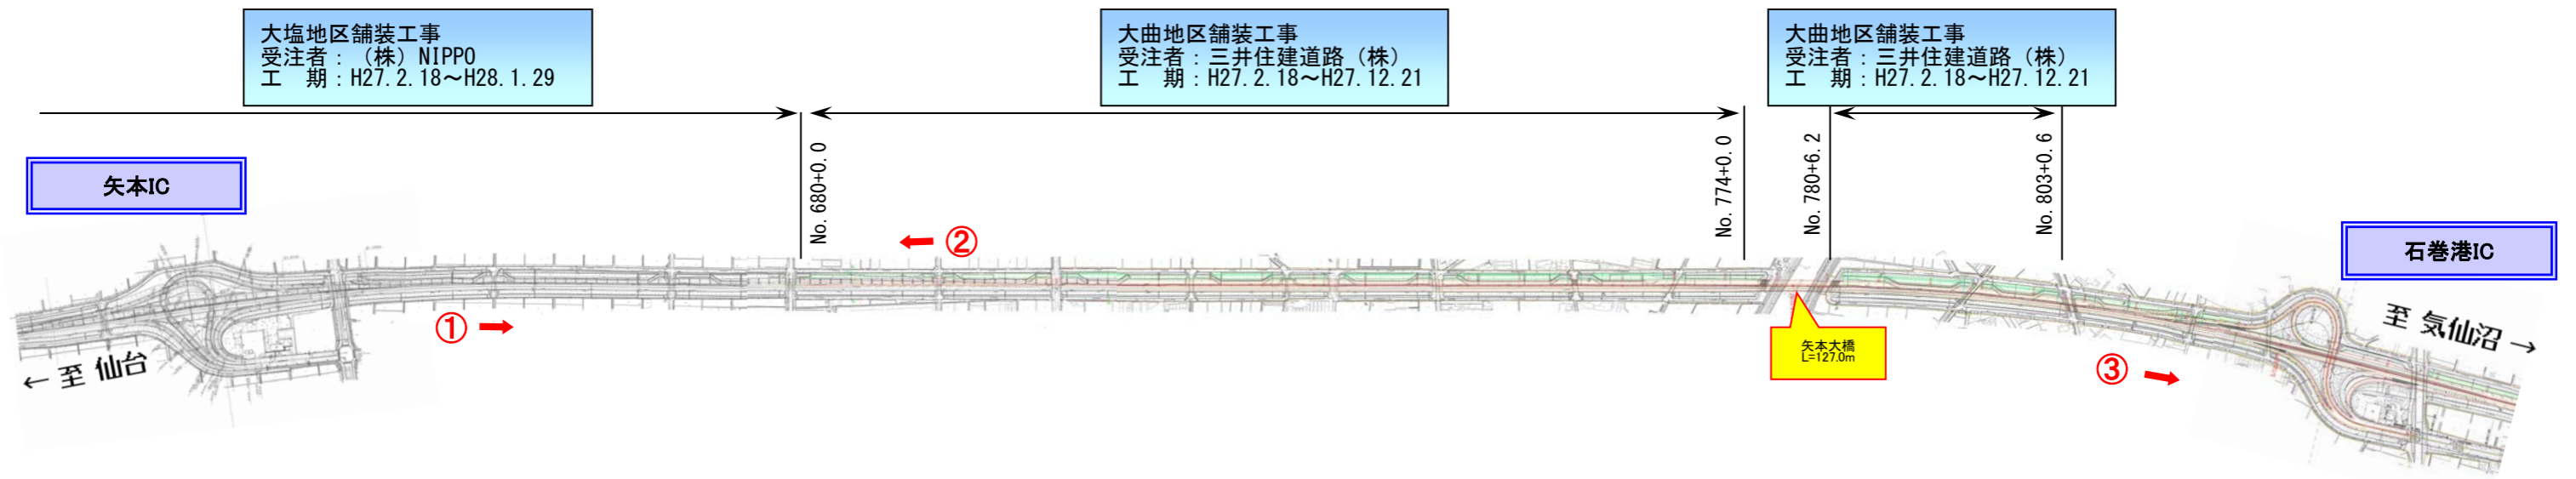 大塩地区舗装工事
受注者：（株）NIPPO
工　期：H27.2.18～H28.1.29
大曲地区舗装工事
受注者：三井住建道路（株）
工　期：H27.2.18～H27.12.21
大曲地区舗装工事
受注者：三井住建道路（株）
工　期：H27.2.18～H27.12.21
矢本IC
No.680+0.0
No.774+0.0
No.780+6.2
No.803+0.6
石巻港IC
②
①
←至 仙台
矢本大橋
L=127.0m
至 気仙沼→
③